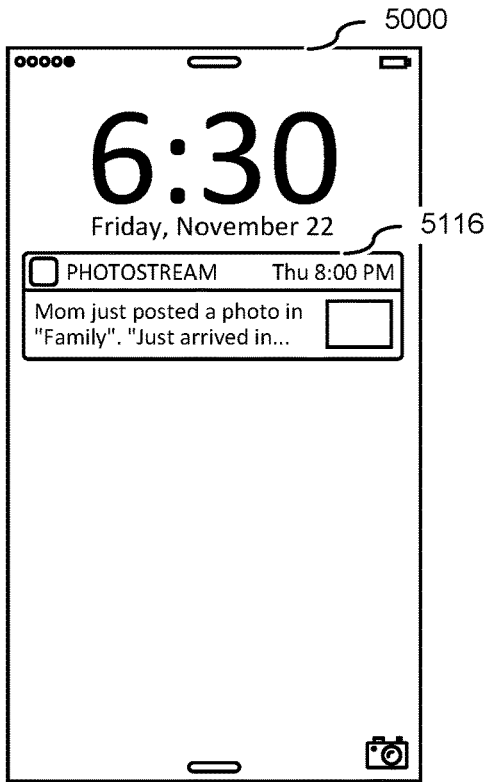 5000
6:30
Friday, November 22
5116
PHOTOSTREAM Thu 8:00 PM
Mom just posted a photo in
"Family". "Just arrived in...